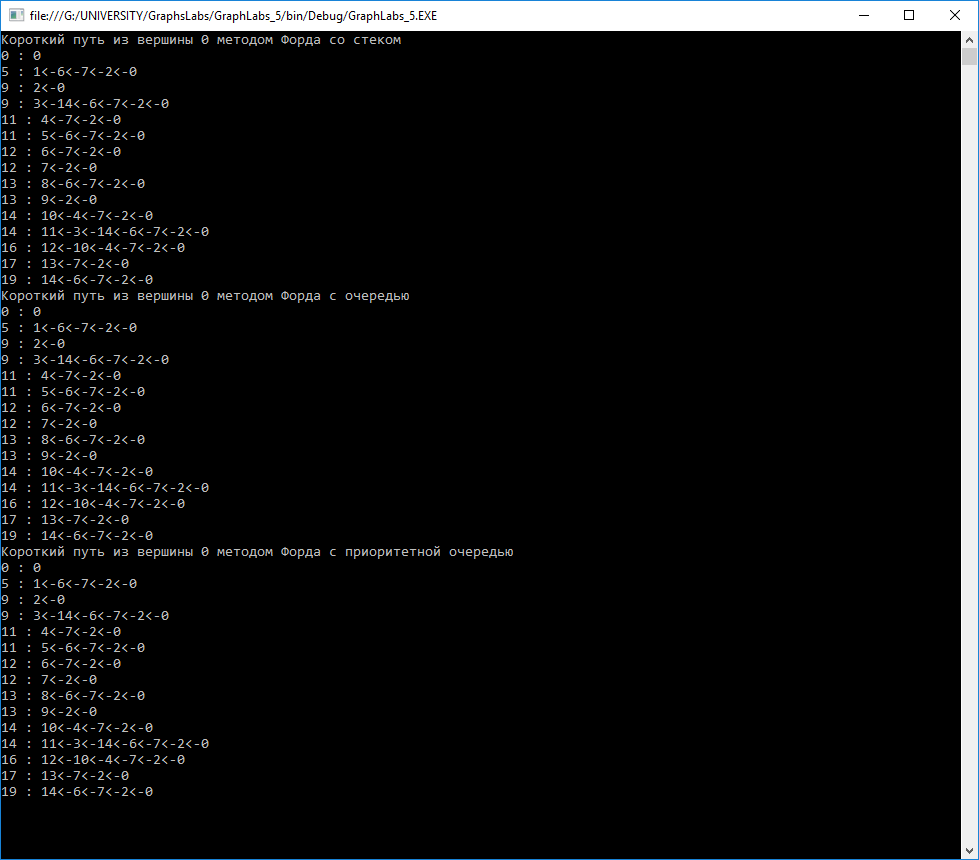 file:///G:/UNIVERSITY/GraphsLabs/GraphLabs_5/bin/Debug/GraphLabs_5.EXE
Короткий путь из вершины 0 методом Форда со стеком
0 : 0
5 : 1<-6<-7<-2<-0
9 : 2<-0
9 : 3<-14<-6<-7<-2<-0
11 : 4<-7<-2<-0
11 : 5<-6<-7<-2<-0
12 : 6<-7<-2<-0
12 : 7<-2<-0
13 : 8<-6<-7<-2<-0
13 : 9<-2<-0
14 : 10<-4<-7<-2<-0
14 : 11<-3<-14<-6<-7<-2<-0
16 : 12<-10<-4<-7<-2<-0
17 : 13<-7<-2<-0
19 : 14<-6<-7<-2<-0
Короткий путь из вершины 0 методом Форда с очередью
0 : 0
5 : 1<-6<-7<-2<-0
9 : 2<-0
9 : 3<-14<-6<-7<-2<-0
11 : 4<-7<-2<-0
11 : 5<-6<-7<-2<-0
12 : 6<-7<-2<-0
12 : 7<-2<-0
13 : 8<-6<-7<-2<-0
13 : 9<-2<-0
14 : 10<-4<-7<-2<-0
14 : 11<-3<-14<-6<-7<-2<-0
16 : 12<-10<-4<-7<-2<-0
17 : 13<-7<-2<-0
19 : 14<-6<-7<-2<-0
Короткий путь из вершины 0 методом Форда с приоритетной очередью
0 : 0
5 : 1<-6<-7<-2<-0
9 : 2<-0
9 : 3<-14<-6<-7<-2<-0
11 : 4<-7<-2<-0
11 : 5<-6<-7<-2<-0
12 : 6<-7<-2<-0
12 : 7<-2<-0
13 : 8<-6<-7<-2<-0
13 : 9<-2<-0
14 : 10<-4<-7<-2<-0
14 : 11<-3<-14<-6<-7<-2<-0
16 : 12<-10<-4<-7<-2<-0
17 : 13<-7<-2<-0
19 : 14<-6<-7<-2<-0